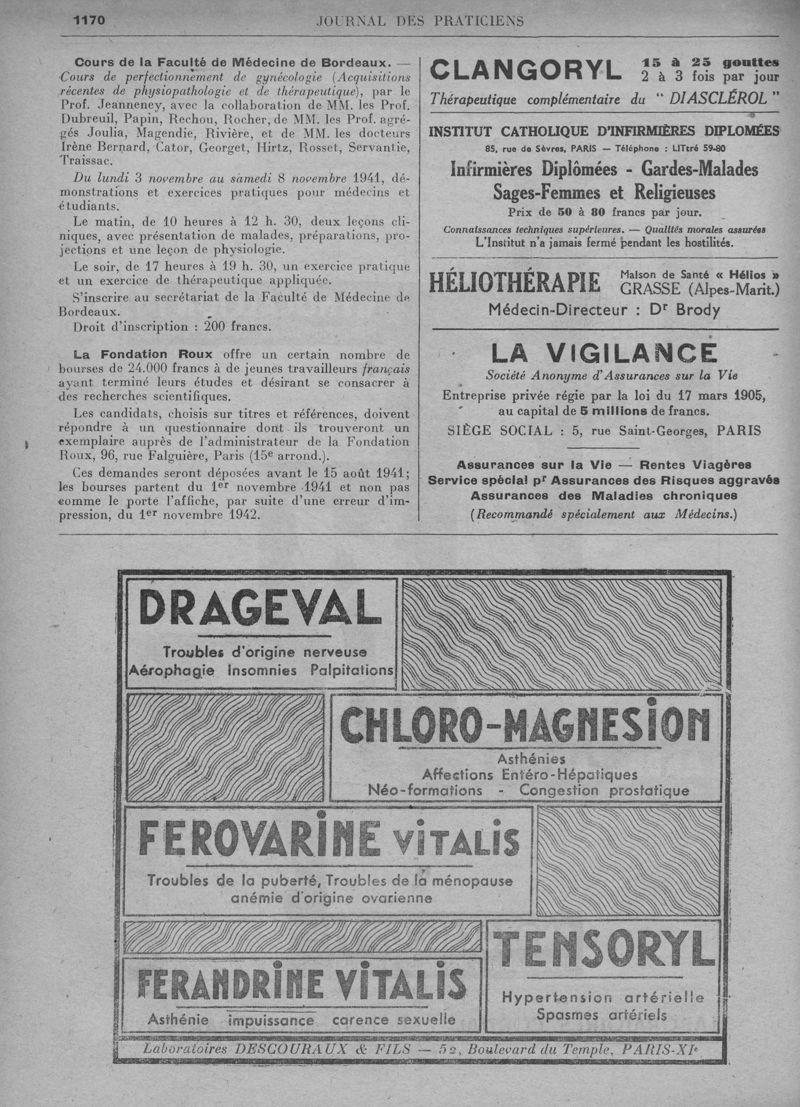 1170
JOURNAL DES PRATICIENS
Cours de la Faculté de Médecine de Bordeaux. —
Cours de perfectionnement de gynécologie (Acquisitions
récentes de physiopathologie et de thérapeutique), par le
Prof. Jeanneney, avec la collaboration de MM. les Prof.
Dubreuil, Papin, Rechou, Rocher, de MM. les Prof. agré-
gés Joulia, Magendie, Rivière, et de MM. les docteurs
Irène Bernard, Cator, Georget, Hirtz, Rosset, Servantie,
Traissac.
Du lundi 3 novembre au samedi 8 novembre 1941, dé-
monstrations et exercices pratiques pour médecins et
étudiants.
Le matin, de 10 heures à 12 h. 30, deux leçons cli-
niques, avec présentation de malades, préparations, pro-
jections et une leçon de physiologie.
Le soir, de 17 heures à 19 h. 30, un exercice pratique
et un exercice de thérapeutique appliquée.
S'inscrire au secrétariat de la Faculté de Médecine de
Bordeaux.
Droit d'inscription : 200 francs.
La Fondation Roux offre un certain nombre de
bourses de 24.000 francs à de jeunes travailleurs français
ayant terminé leurs études et désirant se consacrer à
des recherches scientifiques.
Les candidats, choisis sur titres et références, doivent
répondre à un questionnaire dont ils trouveront un
exemplaire auprès de l'administrateur de la Fondation
Roux, 96, rue Falguière, Paris (15e arrond.).
Ces demandes seront déposées avant le 15 août 1941;
les bourses partent du 1er novembre 1941 et non pas
comme le porte l'affiche, par suite d'une erreur d'im-
pression, du 1er novembre 1942.
CLANGORYL 15 à 25 gouttes
2 à 3 fois par jour
Thérapeutique complémentaire du " DIASCLÉROL "
INSTITUT CATHOLIQUE D'INFIRMIÈRES DIPLOMÉES
85, rue de Sèvres, PARIS — Téléphone : LITtré 59-80
Infirmières Diplômées - Gardes-Malades
Sages-Femmes et Religieuses
Prix de 50 à 80 francs par jour.
Connaissances techniques supérieures. — Qualités morales assurées
L'Institut n'a jamais fermé pendant les hostilités.
HÉLIOTHÉRAPIE Maison de Santé « Hélios »
GRASSE (Alpes-Marit.)
Médecin-Directeur : Dr Brody
LA VIGILANCE
Société Anonyme d'Assurances sur la Vie
Entreprise privée régie par la loi du 17 mars 1905,
au capital de 5 millions de francs.
SIÈGE SOCIAL : 5, rue Saint-Georges, PARIS
Assurances sur la Vie — Rentes Viagères
Service spécial pr Assurances des Risques aggravés
Assurances des Maladies chroniques
(Recommandé spécialement aux Médecins.)
DRAGEVAL
Troubles d'origine nerveuse
Aérophagie Insomnies Palpitations
CHLORO-MAGNESION
Asthénies
Affections Entéro-Hépatiques
Néo-formations - Congestion prostatique
FEROVARINE VITALIS
Troubles de la puberté, Troubles de la ménopause
anémie d'origine ovarienne
FERANDRINE VITALIS
Asthénie impuissance carence sexuelle
TENSORYL
Hypertension artérielle
Spasmes artériels
Laboratoires DESCOURAUX & FILS — 52, Boulevard du Temple, PARIS-XIe